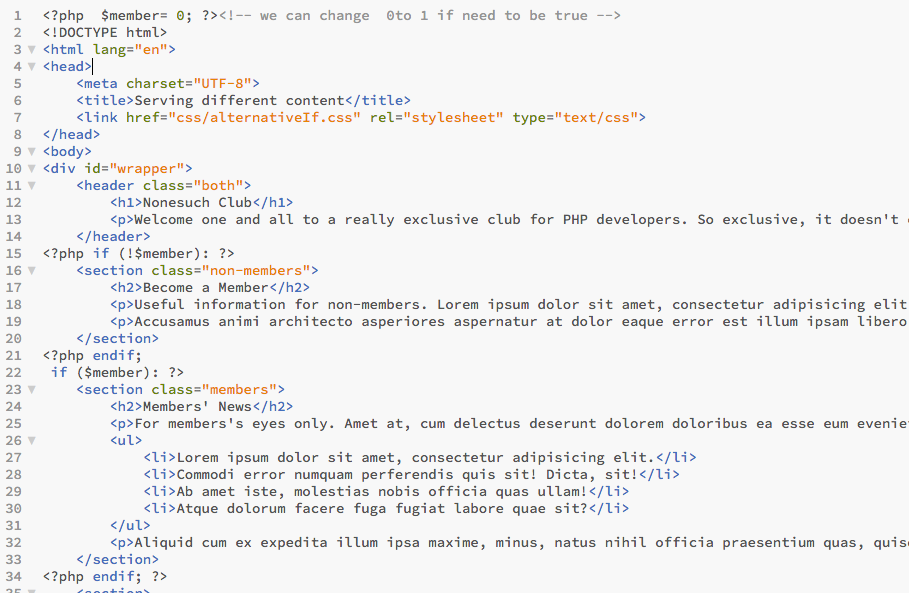 1 <?php  $member= 0; ?><!-- we can change  0to 1 if need to be true -->
2 <!DOCTYPE html>
3 <html lang="en">
4 <head>
5     <meta charset="UTF-8">
6     <title>Serving different content</title>
7     <link href="css/alternativeIf.css" rel="stylesheet" type="text/css">
8 </head>
9 <body>
10 <div id="wrapper">
11     <header class="both">
12         <h1>Nonesuch Club</h1>
13         <p>Welcome one and all to a really exclusive club for PHP developers. So exclusive, it doesn't
14     </header>
15 <?php if (!$member): ?>
16     <section class="non-members">
17         <h2>Become a Member</h2>
18         <p>Useful information for non-members. Lorem ipsum dolor sit amet, consectetur adipisicing elit
19         <p>Accusamus animi architecto asperiores aspernatur at dolor eaque error est illum ipsam libero
20     </section>
21 <?php endif;
22  if ($member): ?>
23     <section class="members">
24         <h2>Members' News</h2>
25         <p>For members's eyes only. Amet at, cum delectus deserunt dolorem doloribus ea esse eum evenie
26         <ul>
27             <li>Lorem ipsum dolor sit amet, consectetur adipisicing elit.</li>
28             <li>Commodi error numquam perferendis quis sit! Dicta, sit!</li>
29             <li>Ab amet iste, molestias nobis officia quas ullam!</li>
30             <li>Atque dolorum facere fuga fugiat labore quae sit?</li>
31         </ul>
32         <p>Aliquid cum ex expedita illum ipsa maxime, minus, natus nihil officia praesentium quas, quis
33     </section>
34 <?php endif; ?>
35     <section>